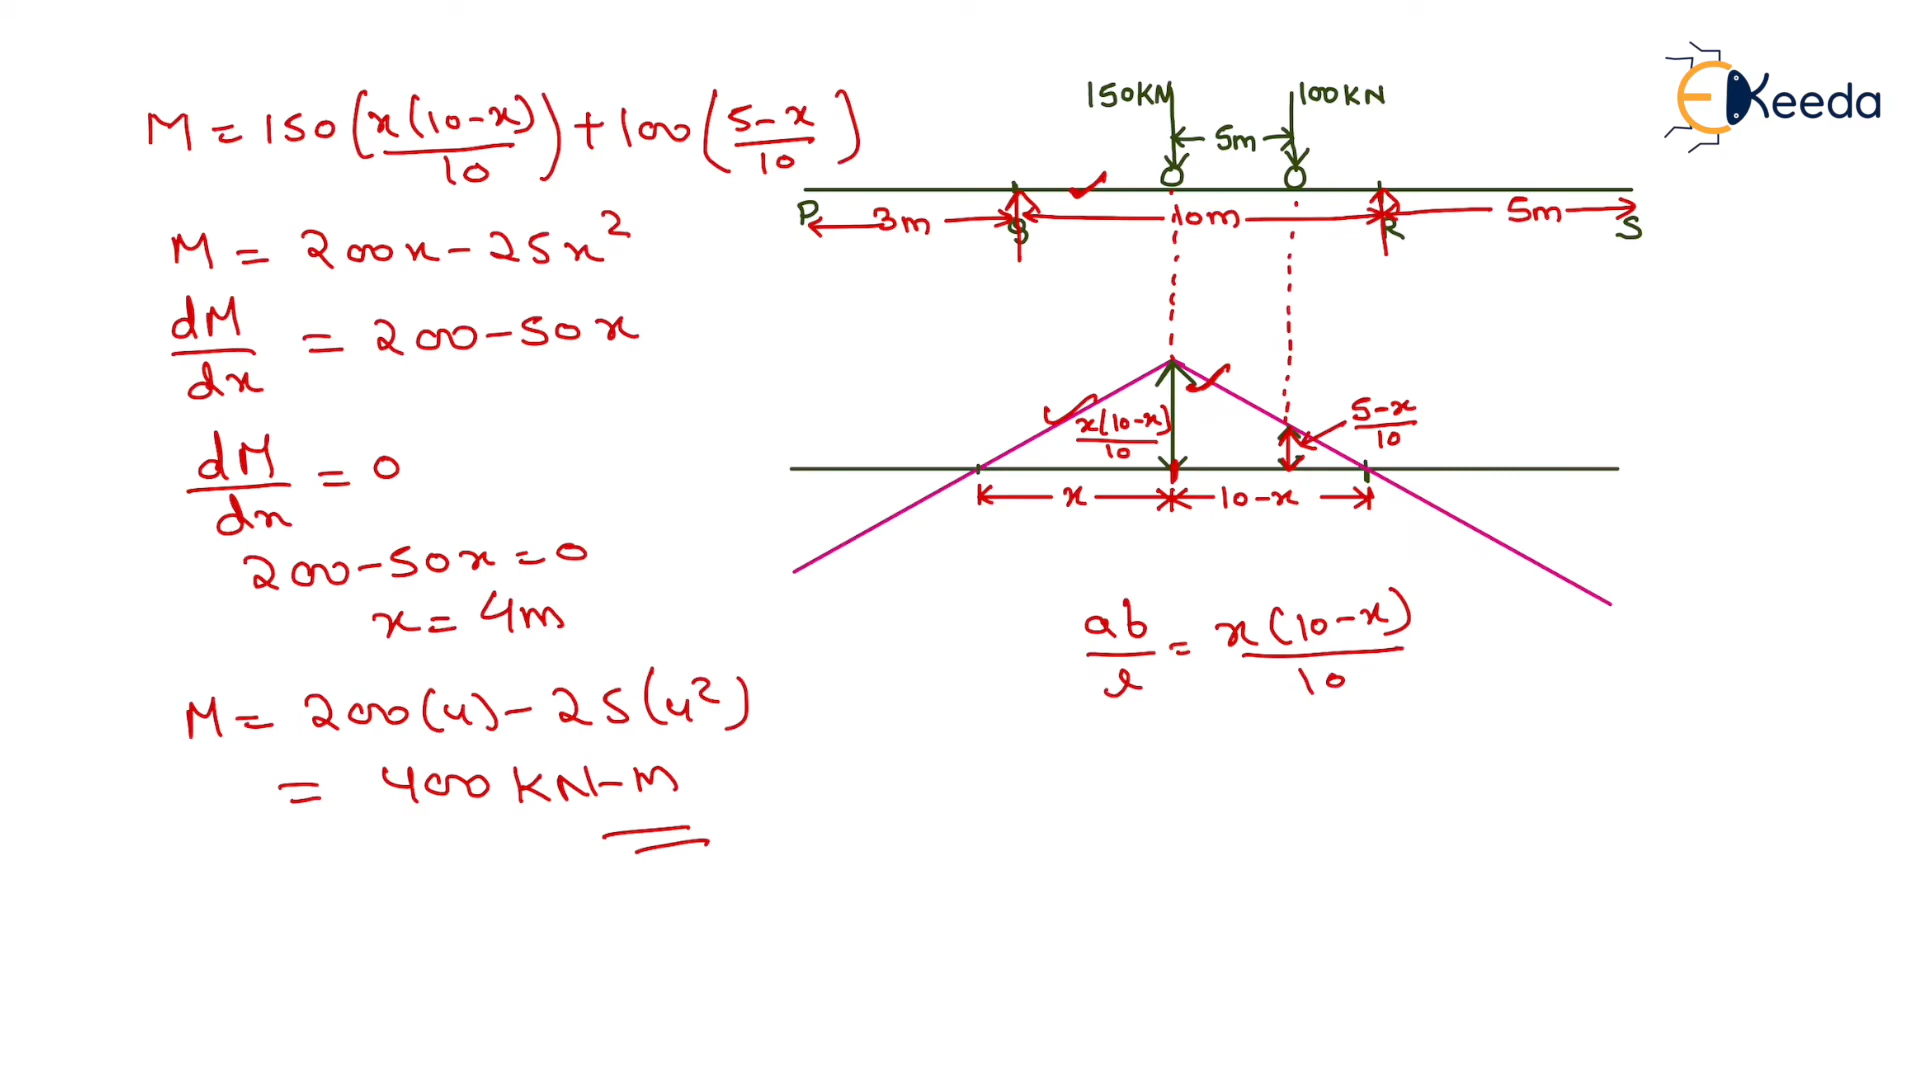 M = 150 (x(10-x)/10) + 100 (5-x/10)
M = 200x - 25x²
dM/dx = 200 - 50x
dM/dx = 0
200 - 50x = 0
x = 4m
M = 200(4) - 25(4²)
= 400 KN-m
150KN 100KN
5m
P 3m 10m R 5m S
x(10-x)/10
5-x/10
x 10-x
ab/l = x(10-x)/10
EKeeda